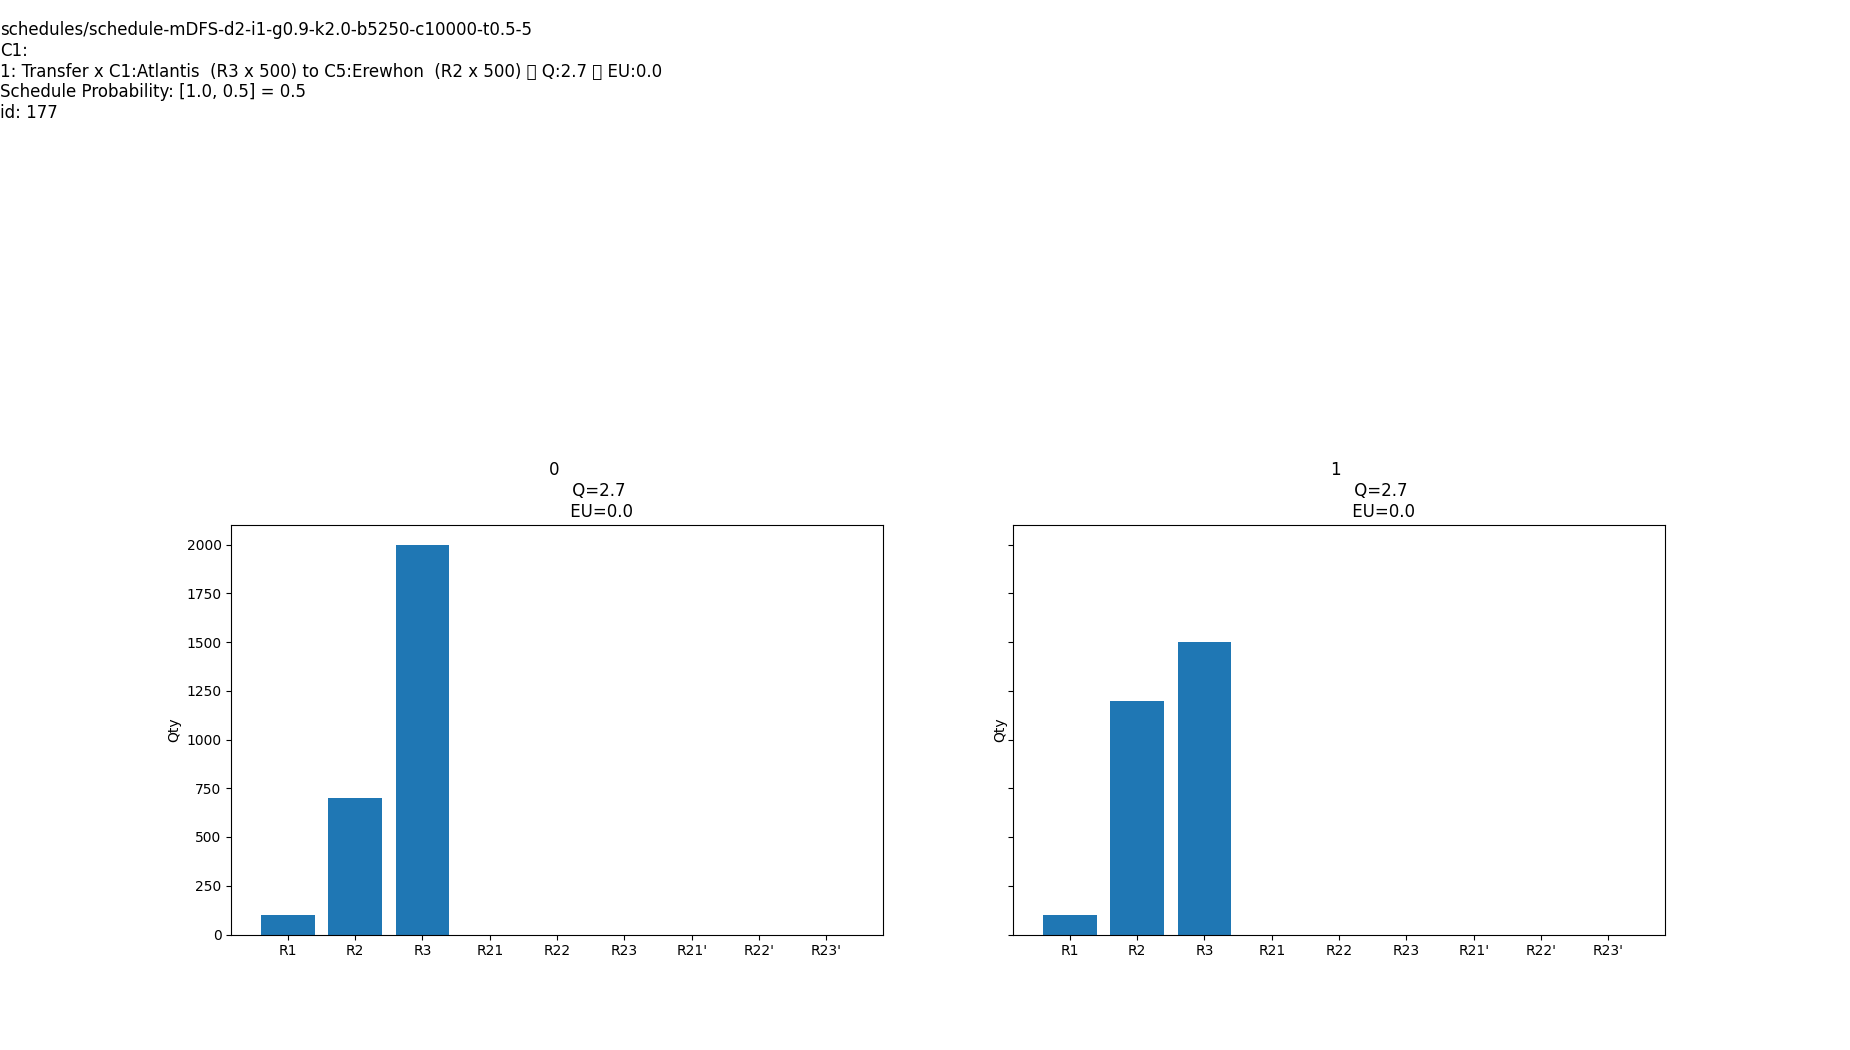 schedules/schedule-mDFS-d2-i1-g0.9-k2.0-b5250-c10000-t0.5-5
C1:
1: Transfer x C1:Atlantis  (R3 x 500) to C5:Erewhon  (R2 x 500) ▯ Q:2.7 ▯ EU:0.0
Schedule Probability: [1.0, 0.5] = 0.5
id: 177
0
Q=2.7
EU=0.0
2000
1750
1500
1250
1000
750
500
250
0
Qty
R1 R2 R3 R21 R22 R23 R21' R22' R23'
1
Q=2.7
EU=0.0
Qty
R1 R2 R3 R21 R22 R23 R21' R22' R23'